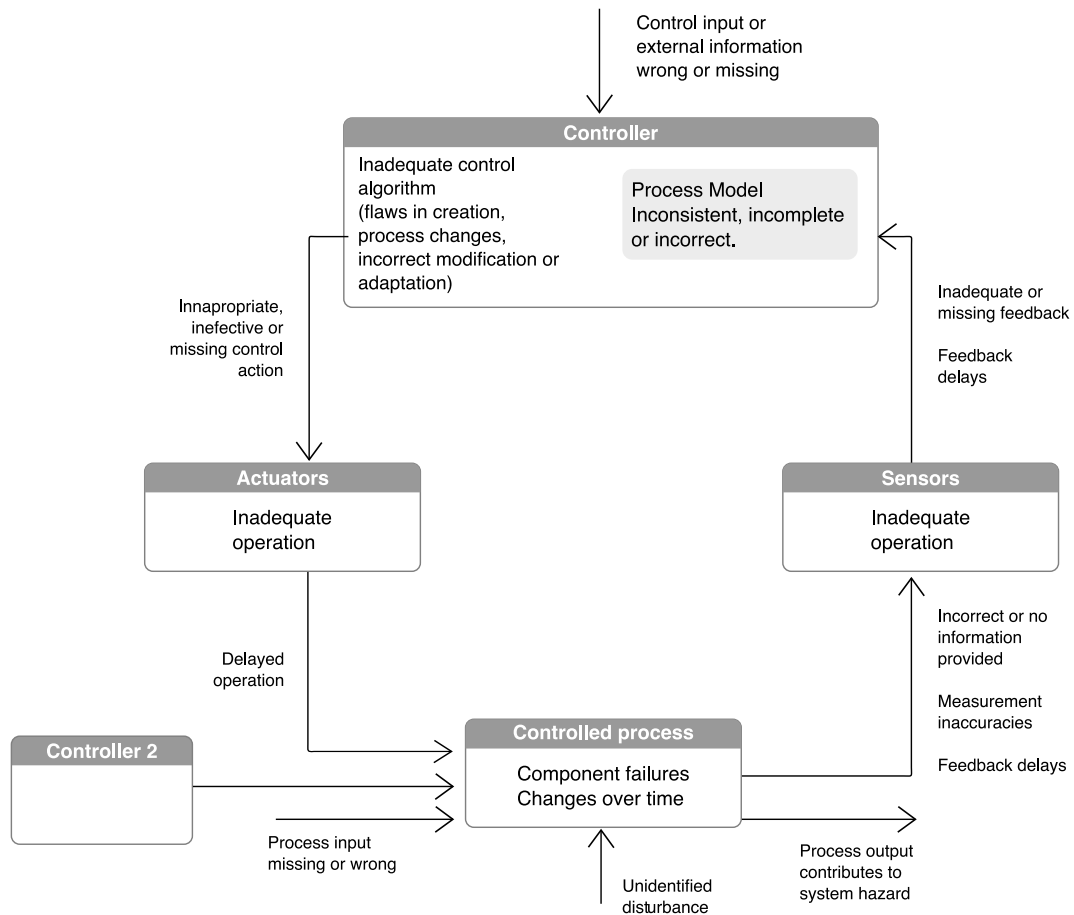 Control input or
external information
wrong or missing
Controller
Inadequate control
algorithm
(flaws in creation,
process changes,
incorrect modification or
adaptation)
Process Model
Inconsistent, incomplete
or incorrect.
Innapropriate,
inefective or
missing control
action
Inadequate or
missing feedback
Feedback
delays
Actuators
Inadequate
operation
Sensors
Inadequate
operation
Delayed
operation
Incorrect or no
information
provided
Measurement
inaccuracies
Feedback delays
Controller 2
Controlled process
Component failures
Changes over time
Process input
missing or wrong
Unidentified
disturbance
Process output
contributes to
system hazard